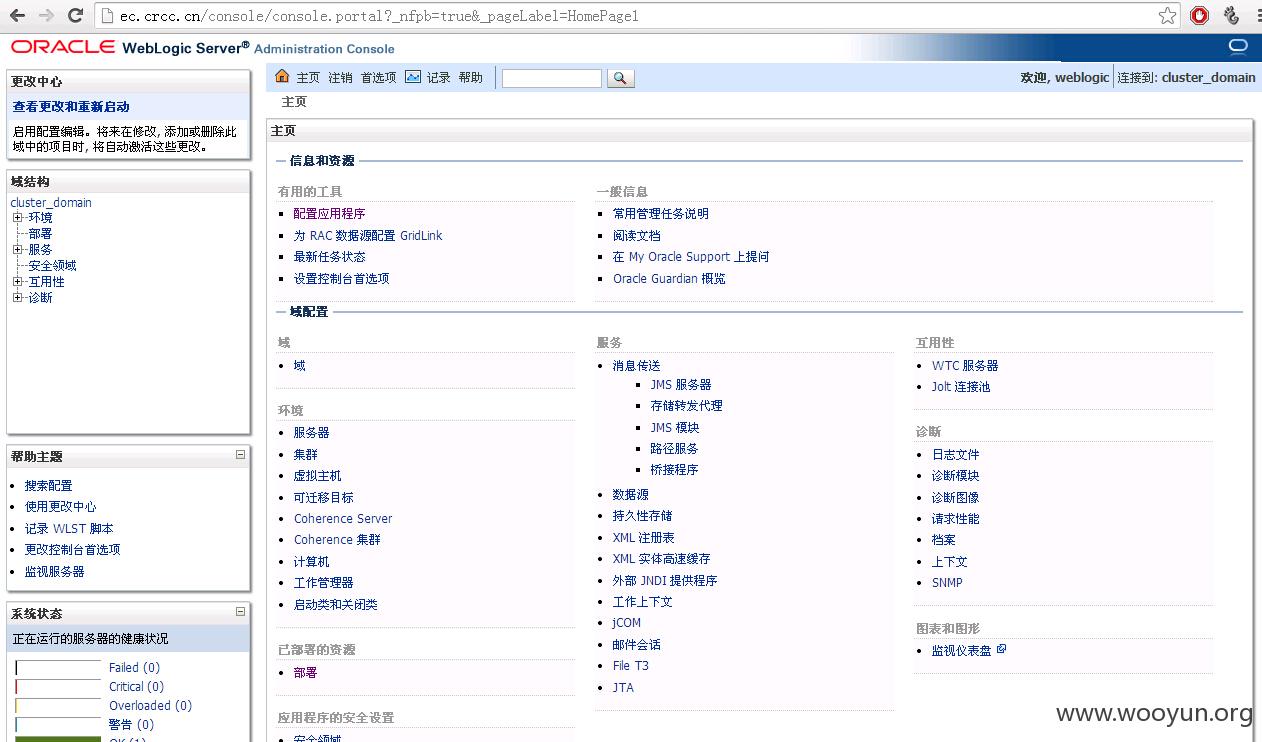 ec.crcc.cn/console/console.portal?_nfpb=true&_pageLabel=HomePage1
ORACLE WebLogic Server® Administration Console
更改中心
查看更改和重新启动
启用配置编辑。将来在修改, 添加或删除此
域中的项目时, 将自动激活这些更改。
域结构
cluster_domain
环境
部署
服务
安全领域
互用性
诊断
帮助主题
搜索配置
使用更改中心
记录 WLST 脚本
更改控制台首选项
监视服务器
系统状态
正在运行的服务器的健康状况
Failed (0)
Critical (0)
Overloaded (0)
警告 (0)
OK (1)
主页 注销 首选项 记录 帮助
欢迎, weblogic 连接到: cluster_domain
主页
主页
信息和资源
有用的工具
配置应用程序
为 RAC 数据源配置 GridLink
最新任务状态
设置控制台首选项
一般信息
常用管理任务说明
阅读文档
在 My Oracle Support 上提问
Oracle Guardian 概览
域配置
域
域
环境
服务器
集群
虚拟主机
可迁移目标
Coherence Server
Coherence 集群
计算机
工作管理器
启动类和关闭类
已部署的资源
部署
应用程序的安全设置
安全领域
服务
消息传送
JMS 服务器
存储转发代理
JMS 模块
路径服务
桥接程序
数据源
持久性存储
XML 注册表
XML 实体高速缓存
外部 JNDI 提供程序
工作上下文
jCOM
邮件会话
File T3
JTA
互用性
WTC 服务器
Jolt 连接池
诊断
日志文件
诊断模块
诊断图像
请求性能
档案
上下文
SNMP
图表和图形
监视仪表盘
www.wooyun.org